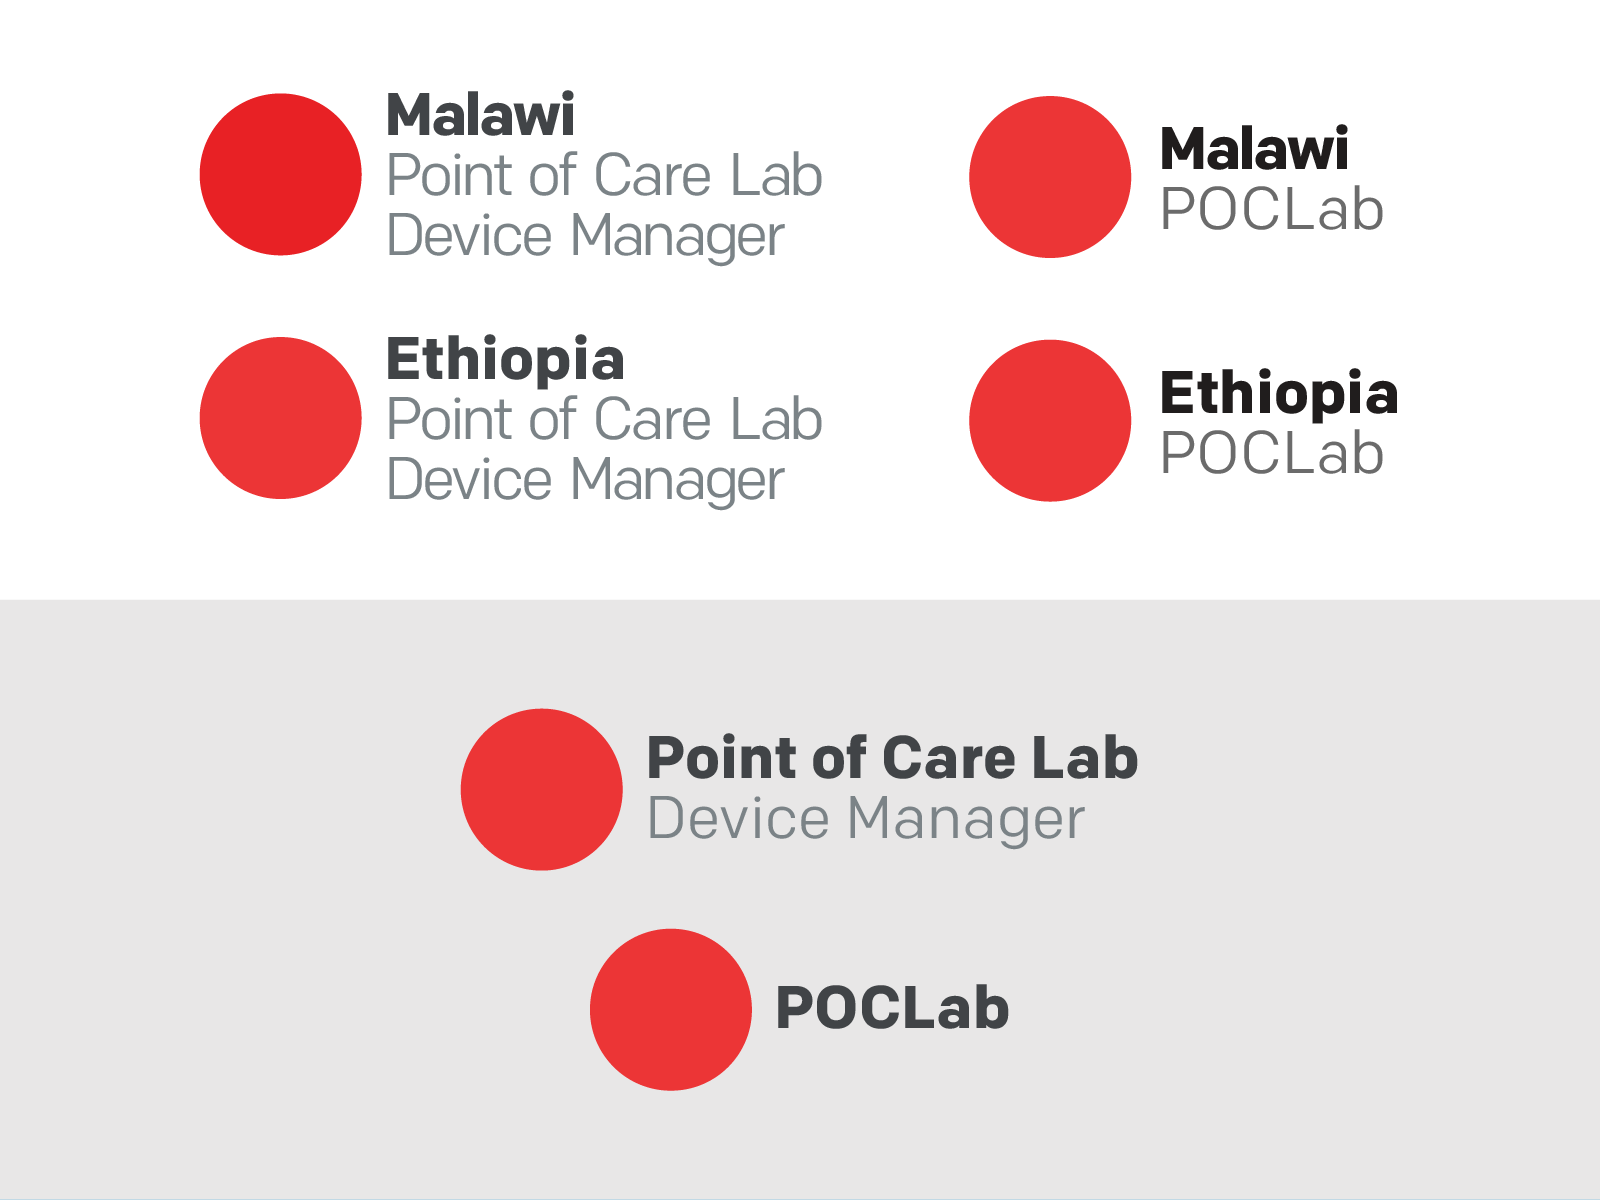 Malawi
Point of Care Lab
Device Manager
Malawi
POCLab
Ethiopia
Point of Care Lab
Device Manager
Ethiopia
POCLab
Point of Care Lab
Device Manager
POCLab